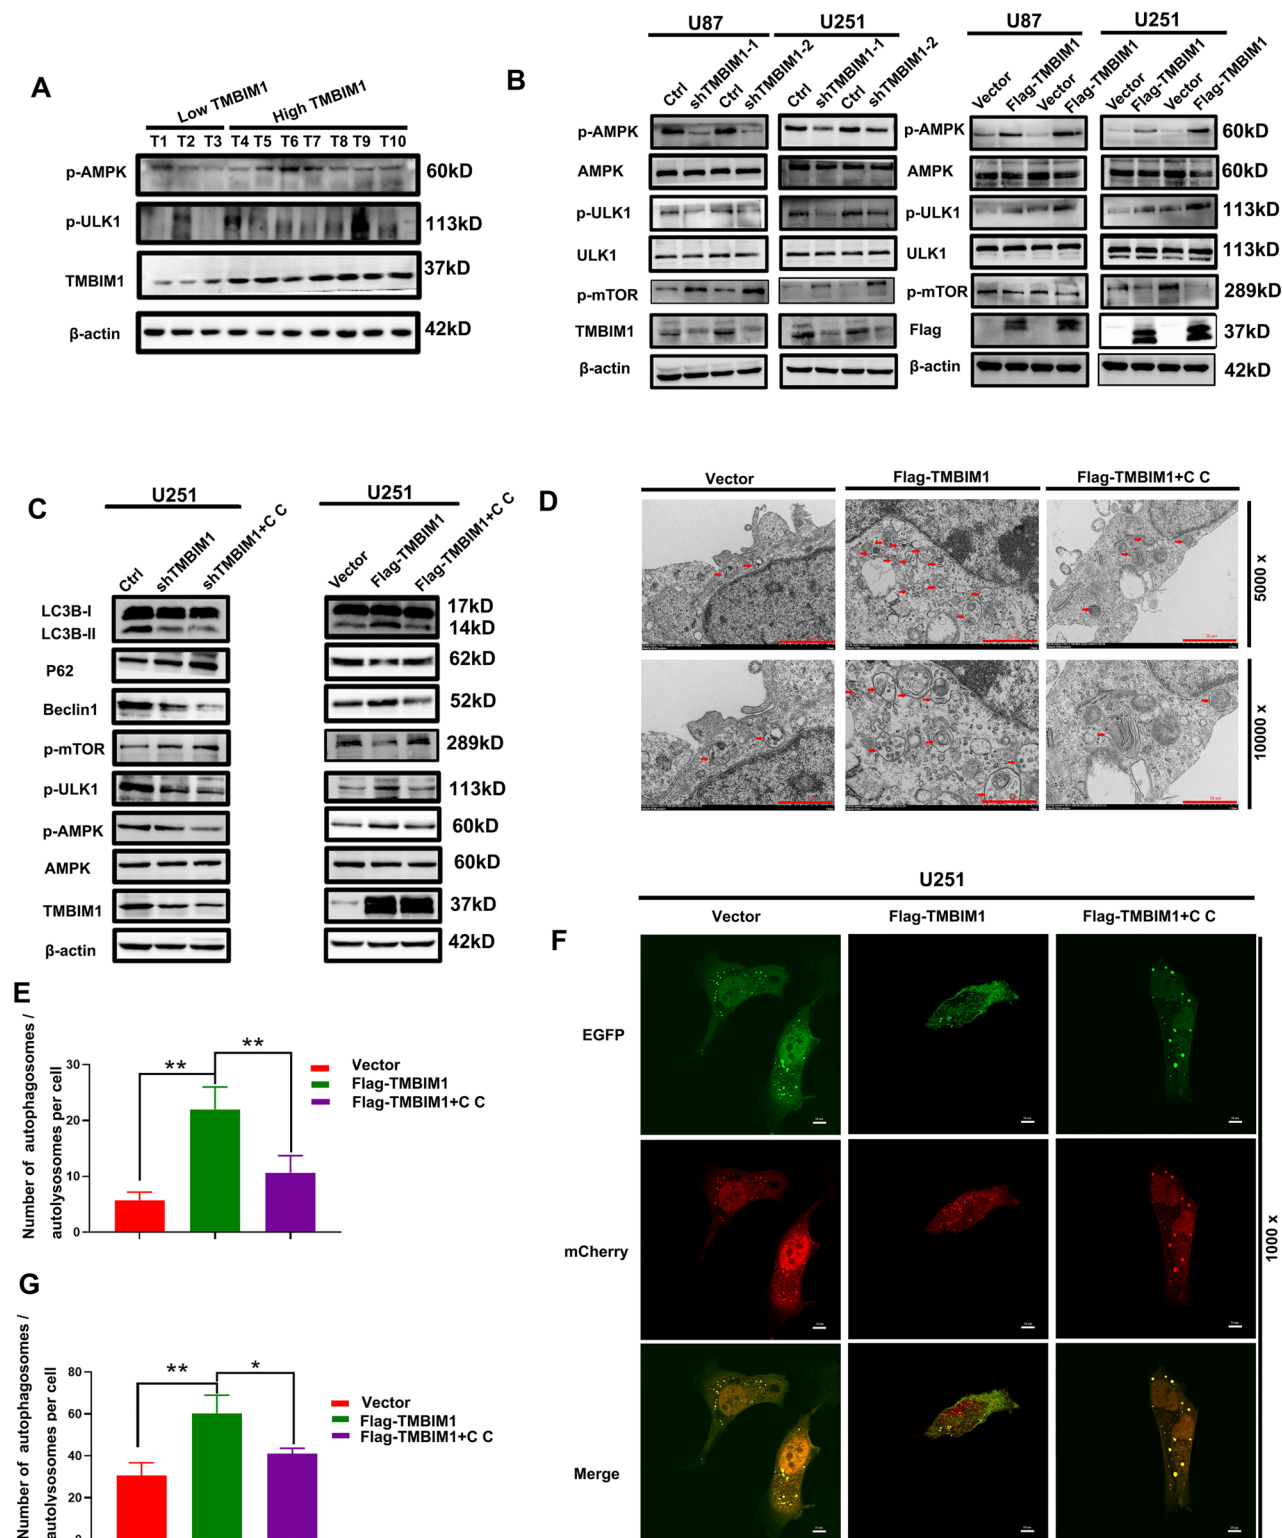 A
Low TMBIM1 High TMBIM1
T1 T2 T3 T4 T5 T6 T7 T8 T9 T10
p-AMPK 60kD
p-ULK1 113kD
TMBIM1 37kD
β-actin 42kD
B
U87 U251 U87 U251
Ctrl shTMBIM1-1 Ctrl shTMBIM1-2 Ctrl shTMBIM1-1 Ctrl shTMBIM1-2 Vector Flag-TMBIM1 Vector Flag-TMBIM1 Vector Flag-TMBIM1 Vector Flag-TMBIM1
p-AMPK p-AMPK 60kD
AMPK AMPK 60kD
p-ULK1 p-ULK1 113kD
ULK1 ULK1 113kD
p-mTOR p-mTOR 289kD
TMBIM1 Flag 37kD
β-actin β-actin 42kD
C
U251 U251
Ctrl shTMBIM1 shTMBIM1+C C Vector Flag-TMBIM1 Flag-TMBIM1+C C
LC3B-I 17kD
LC3B-II 14kD
P62 62kD
Beclin1 52kD
p-mTOR 289kD
p-ULK1 113kD
p-AMPK 60kD
AMPK 60kD
TMBIM1 37kD
β-actin 42kD
D
Vector Flag-TMBIM1 Flag-TMBIM1+C C
5000 x
10000 x
E
Number of autophagosomes /
autolysosomes per cell
30
20
10
0
** **
Vector
Flag-TMBIM1
Flag-TMBIM1+C C
F
U251
Vector Flag-TMBIM1 Flag-TMBIM1+C C
EGFP
mCherry
Merge
1000 x
G
Number of autophagosomes /
autolysosomes per cell
80
60
40
20
0
** *
Vector
Flag-TMBIM1
Flag-TMBIM1+C C